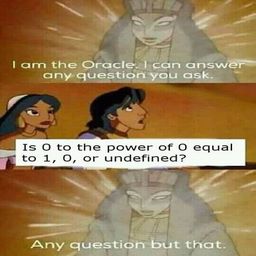 I am the Oracle. I can answer
any question you ask.
Is 0 to the power of 0 equal
to 1, 0, or undefined?
Any question but that.